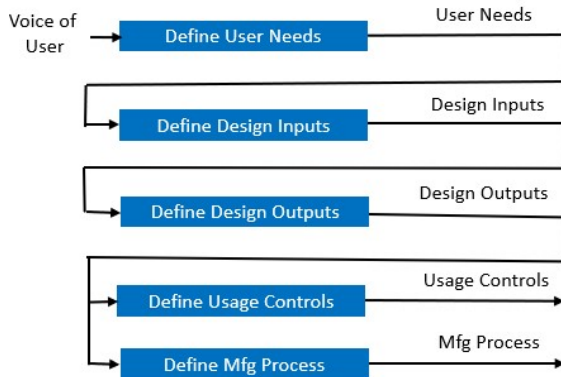 Voice of
User
Define User Needs
User Needs
Define Design Inputs
Design Inputs
Define Design Outputs
Design Outputs
Define Usage Controls
Usage Controls
Define Mfg Process
Mfg Process